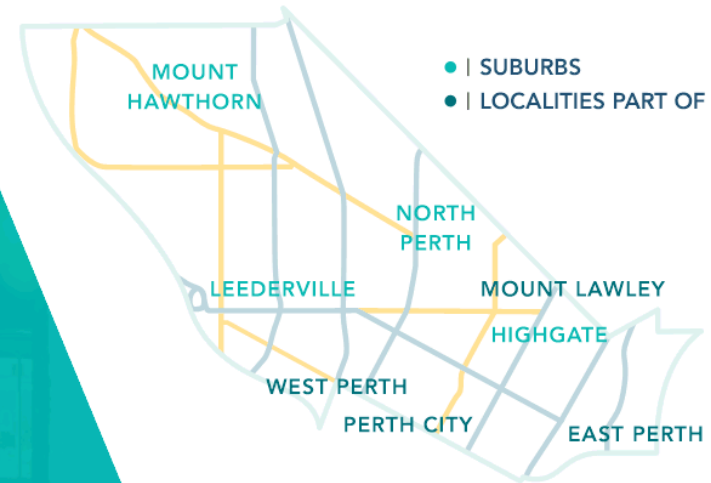 MOUNT
HAWTHORN
| SUBURBS
| LOCALITIES PART OF
NORTH
PERTH
LEEDERVILLE
MOUNT LAWLEY
HIGHGATE
WEST PERTH
PERTH CITY
EAST PERTH